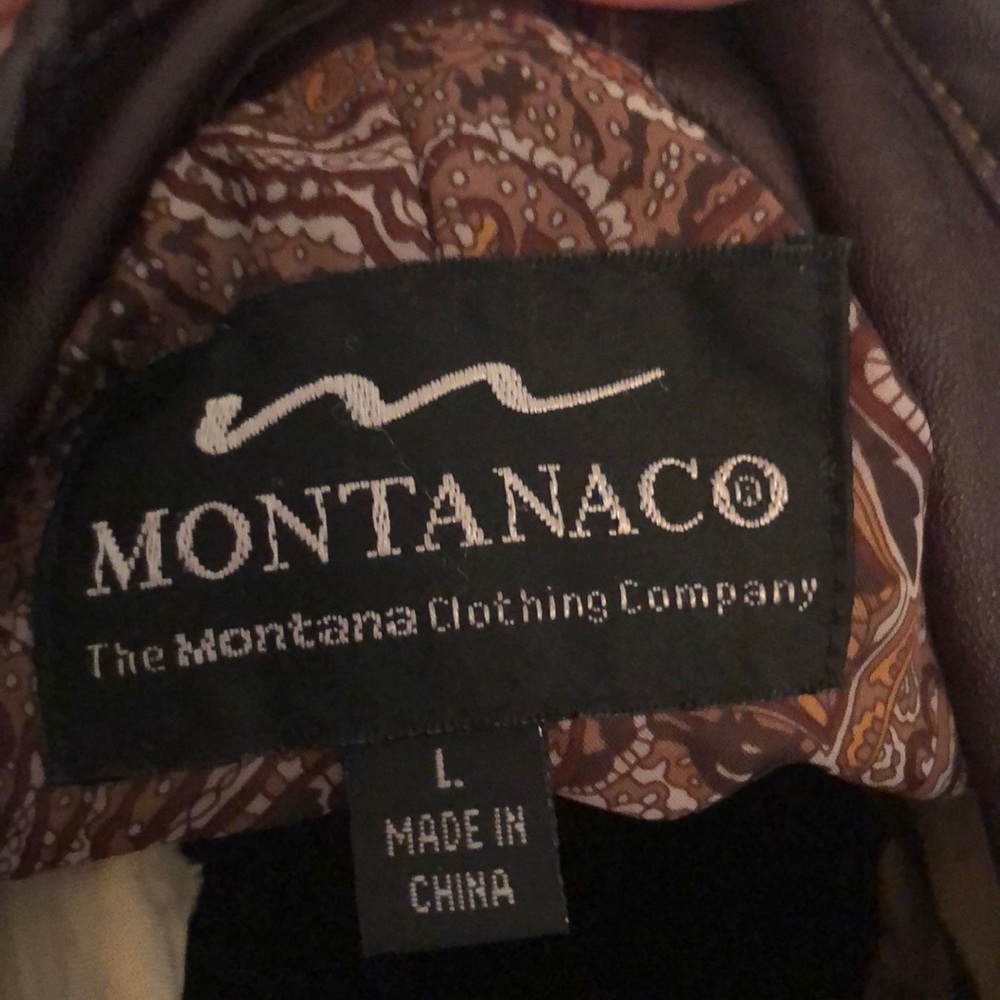 MONTANACO®
The Montana Clothing Company
L.
MADE IN
CHINA